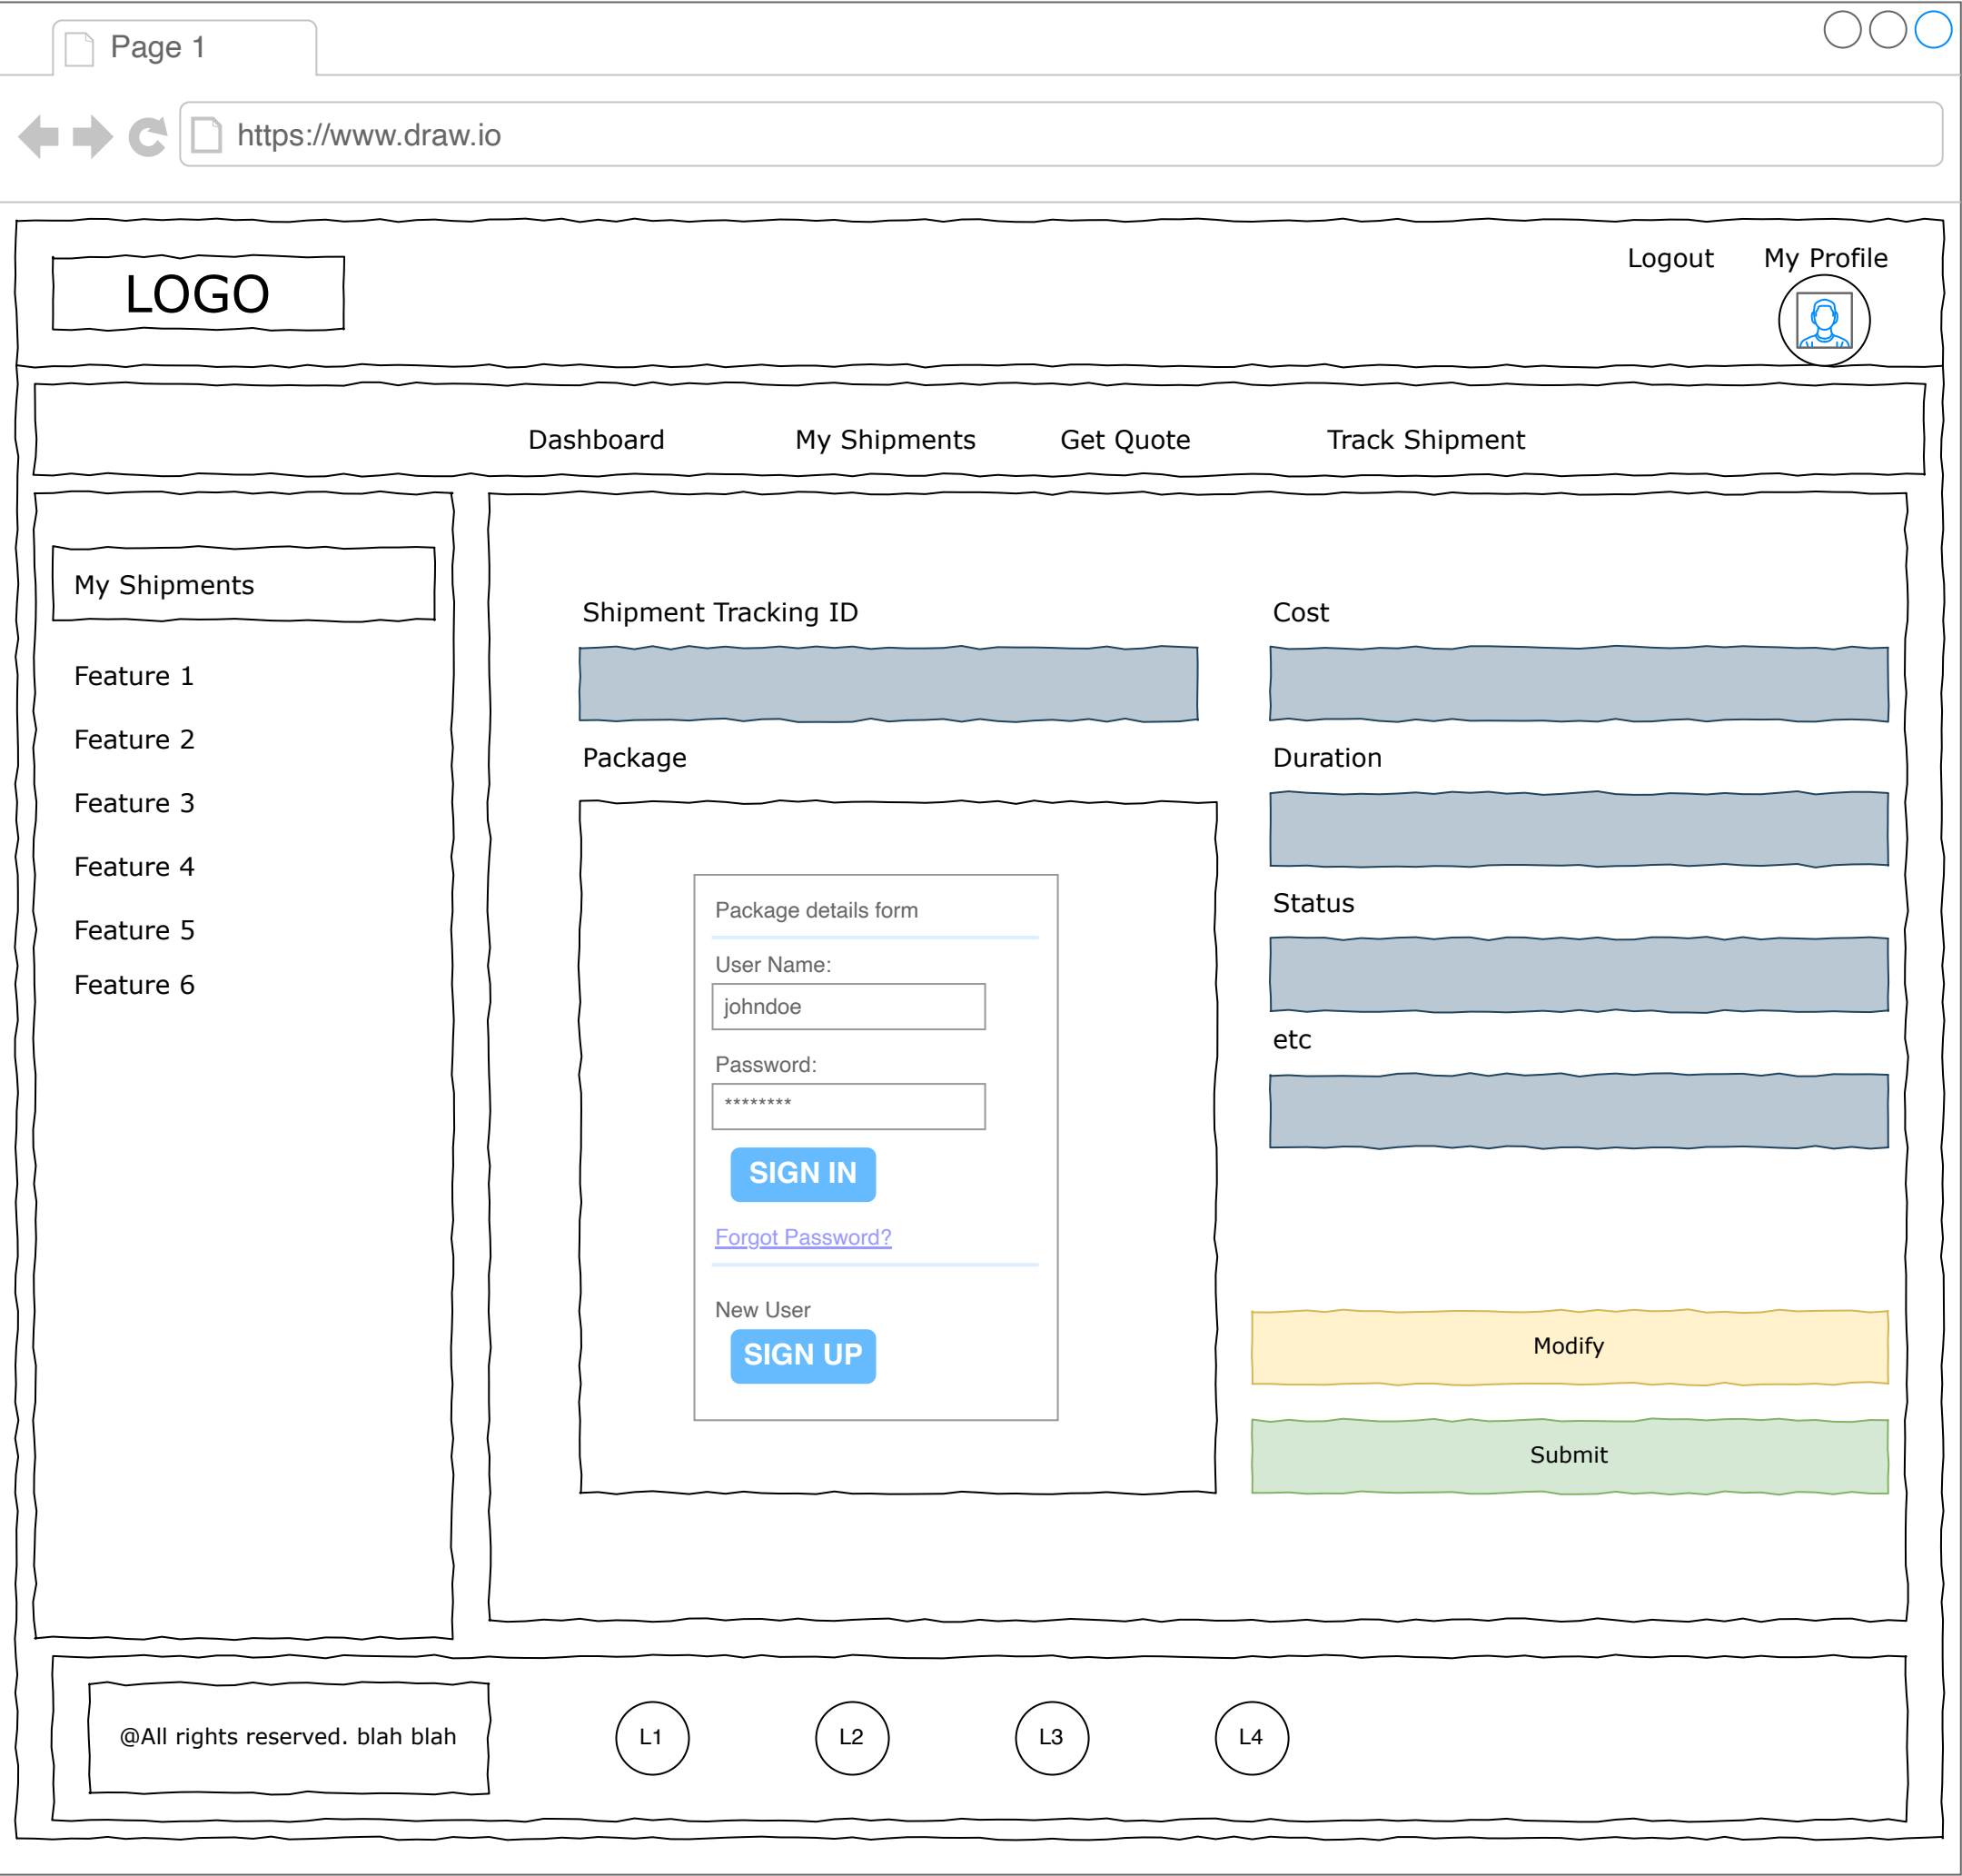 Page 1
https://www.draw.io
Logout My Profile
LOGO
Dashboard My Shipments Get Quote Track Shipment
My Shipments
Feature 1
Feature 2
Feature 3
Feature 4
Feature 5
Feature 6
Shipment Tracking ID
Package
Package details form
User Name:
johndoe
Password:
********
SIGN IN
Forgot Password?
New User
SIGN UP
Cost
Duration
Status
etc
Modify
Submit
@All rights reserved. blah blah
L1 L2 L3 L4